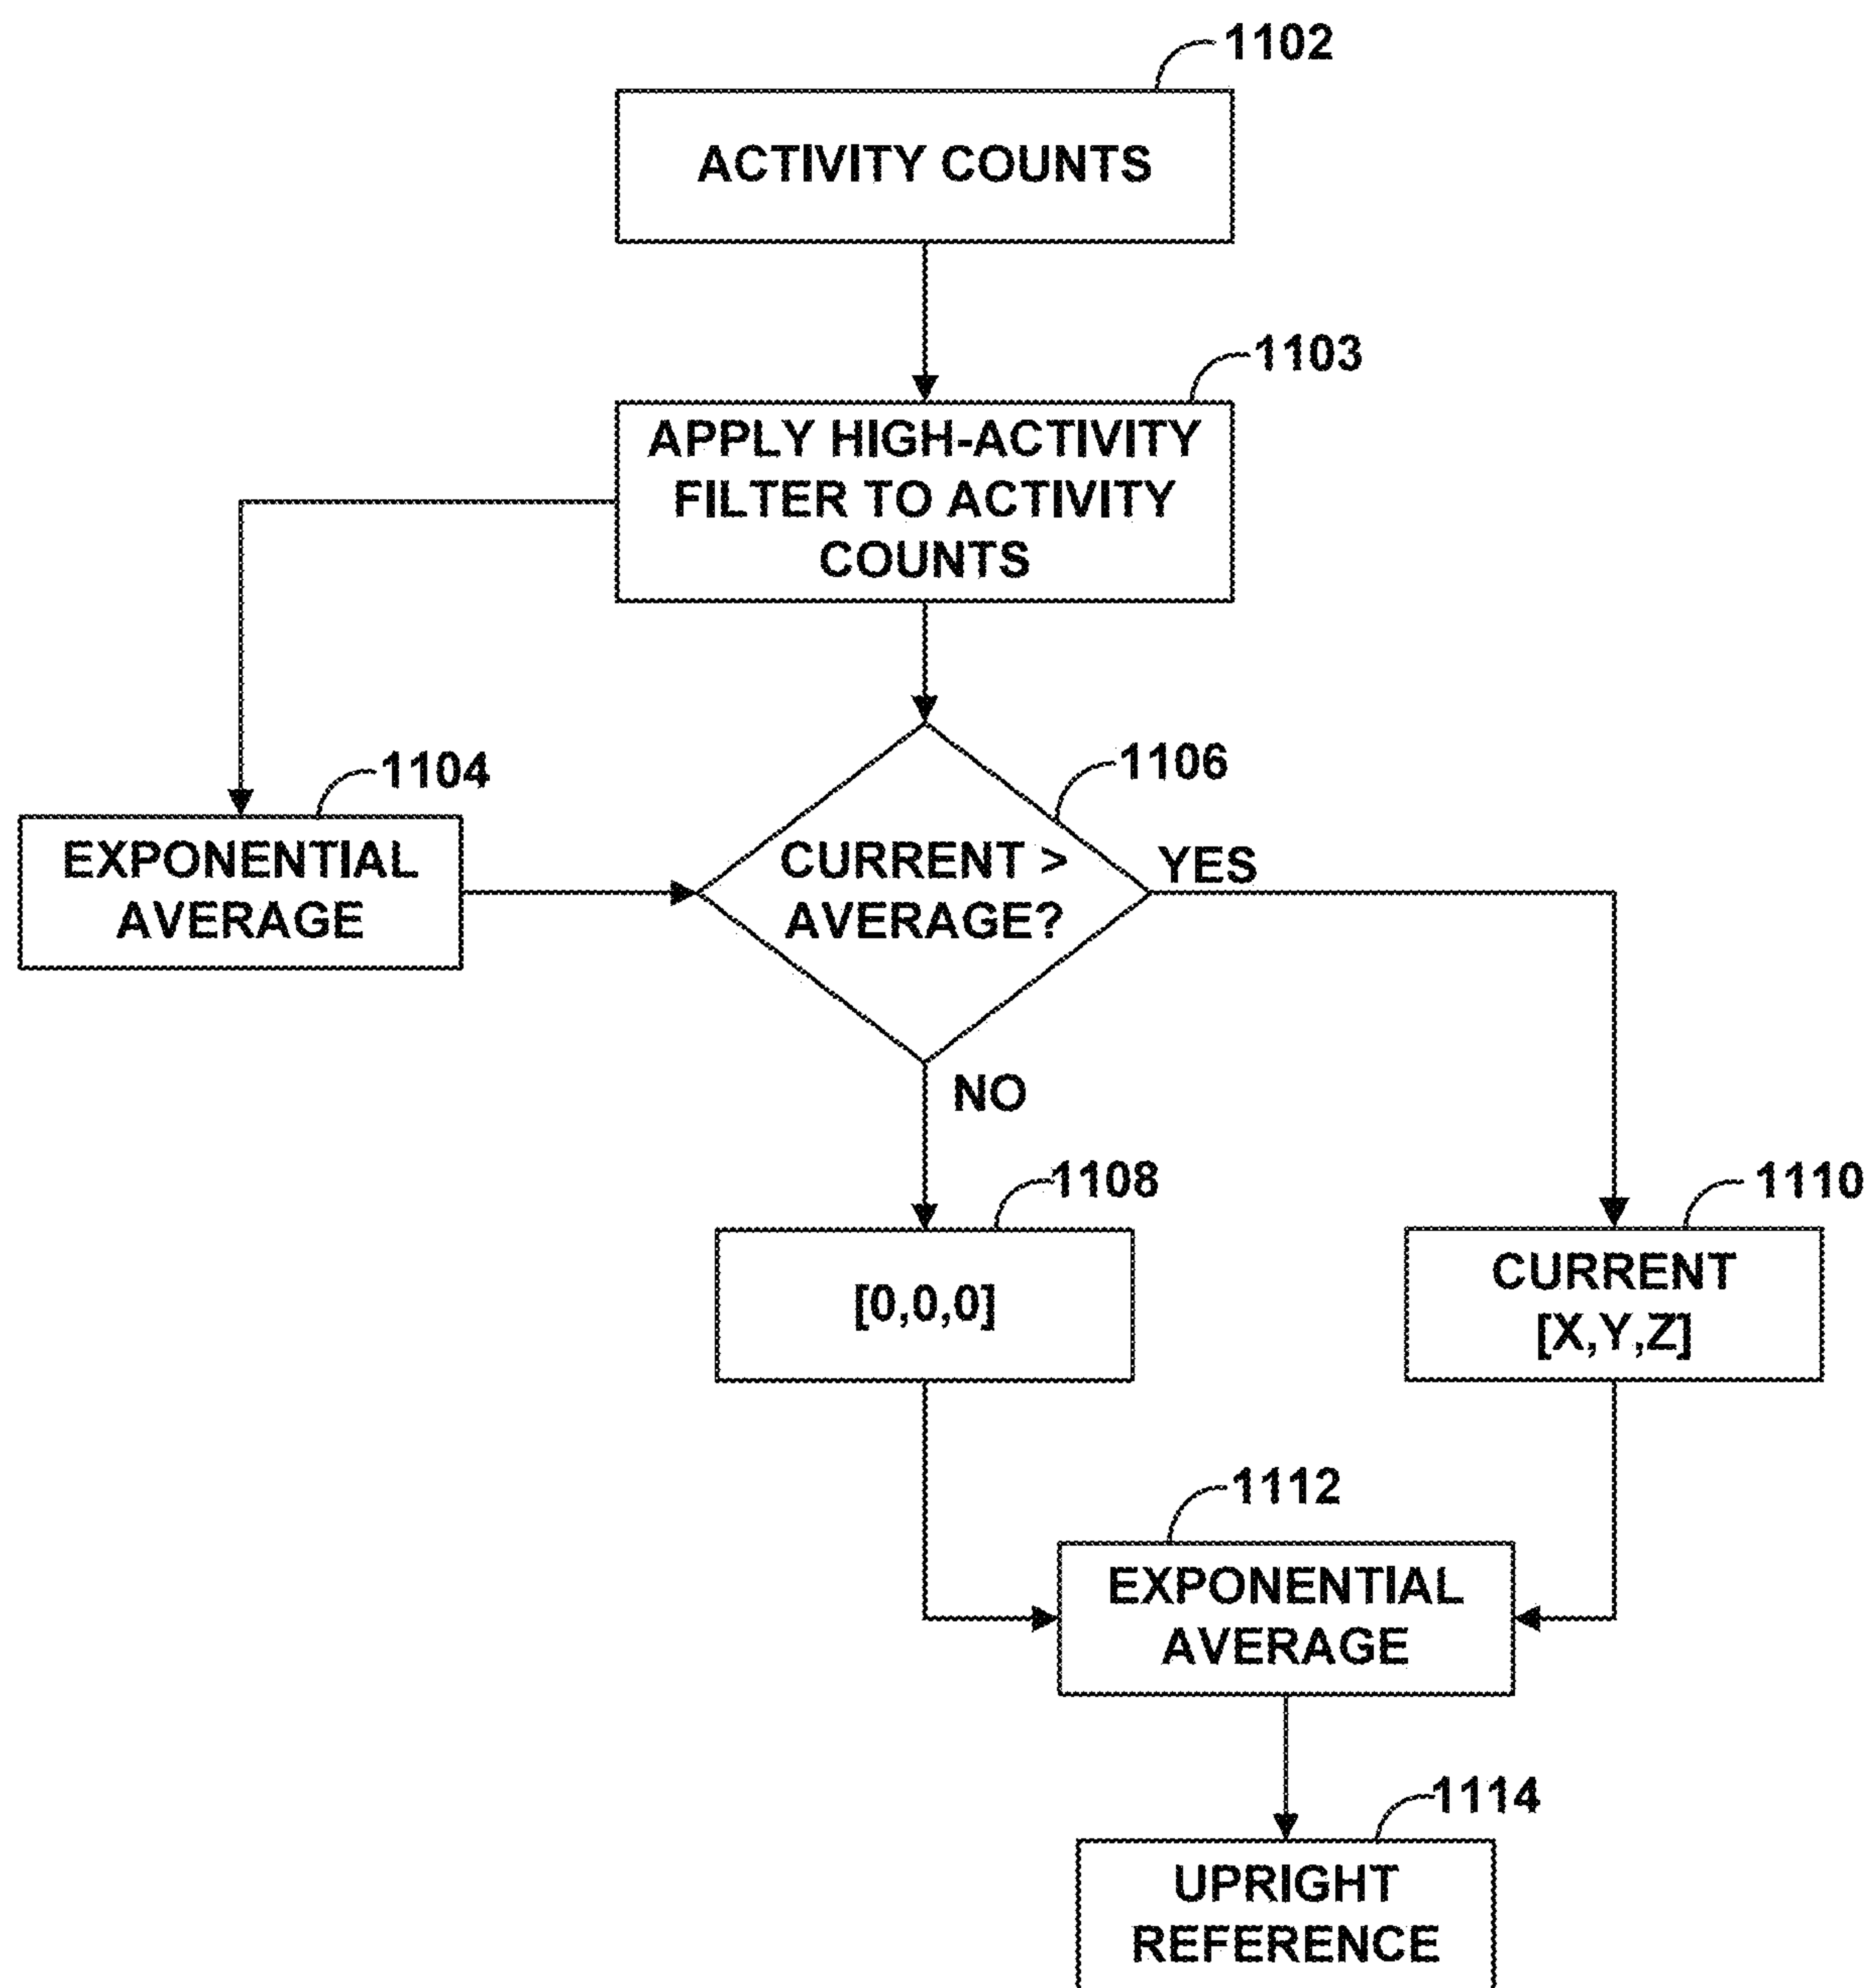 1102
ACTIVITY COUNTS
1103
APPLY HIGH-ACTIVITY
FILTER TO ACTIVITY
COUNTS
1104
EXPONENTIAL
AVERAGE
1106
CURRENT >
AVERAGE?
YES
NO
1108
[0,0,0]
1110
CURRENT
[X,Y,Z]
1112
EXPONENTIAL
AVERAGE
1114
UPRIGHT
REFERENCE